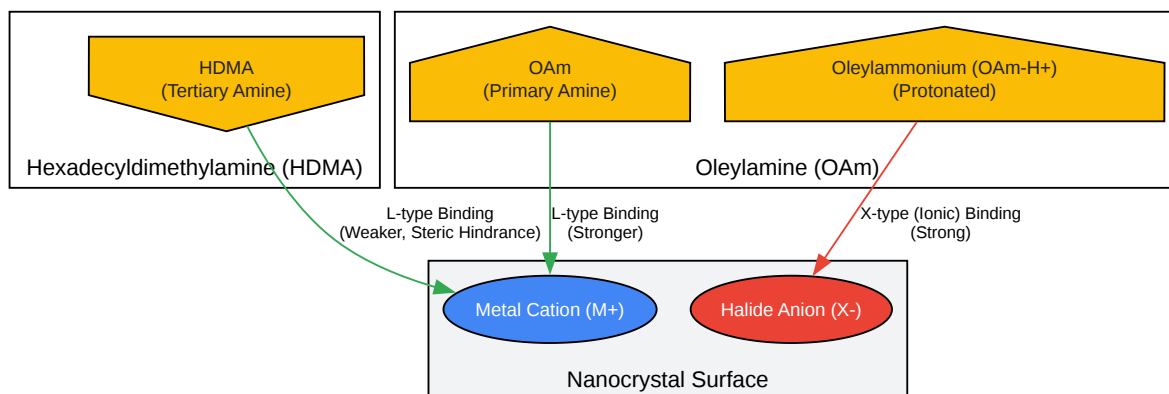 HDMA
(Tertiary Amine)
OAm
(Primary Amine)
Oleylammonium (OAm-H+)
(Protonated)
Hexadecyldimethylamine (HDMA)
Oleylamine (OAm)
L-type Binding
(Weaker, Steric Hindrance)
L-type Binding
(Stronger)
X-type (Ionic) Binding
(Strong)
Metal Cation (M+)
Halide Anion (X-)
Nanocrystal Surface